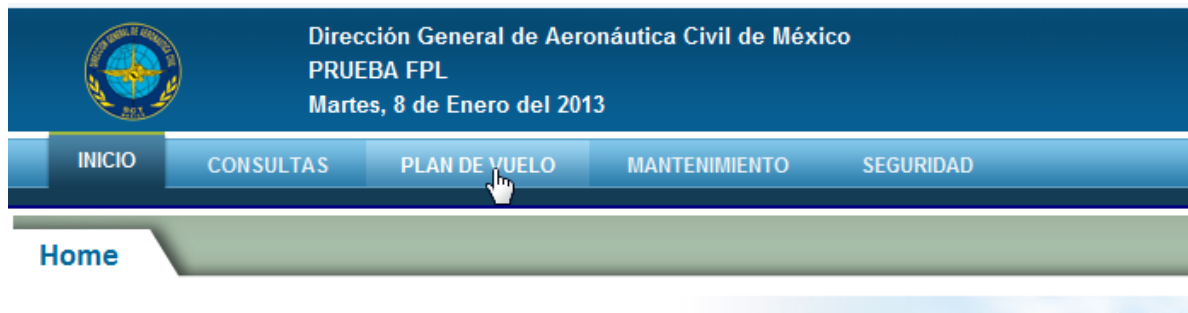 Dirección General de Aeronáutica Civil de México
PRUEBA FPL
Martes, 8 de Enero del 2013
INICIO CONSULTAS PLAN DE VUELO MANTENIMIENTO SEGURIDAD
Home